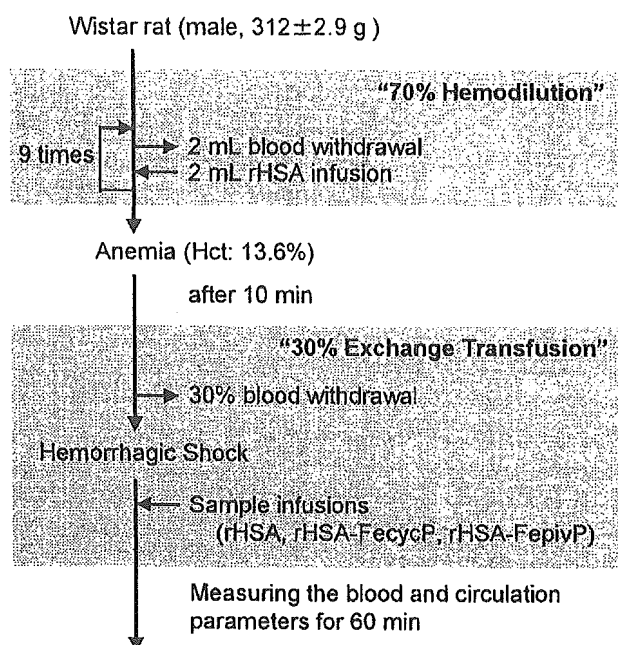 Wistar rat (male, 312±2.9 g )
"70% Hemodilution"
9 times
2 mL blood withdrawal
2 mL rHSA infusion
Anemia (Hct: 13.6%)
after 10 min
"30% Exchange Transfusion"
30% blood withdrawal
Hemorrhagic Shock
Sample infusions
(rHSA, rHSA-FecycP, rHSA-FepivP)
Measuring the blood and circulation
parameters for 60 min